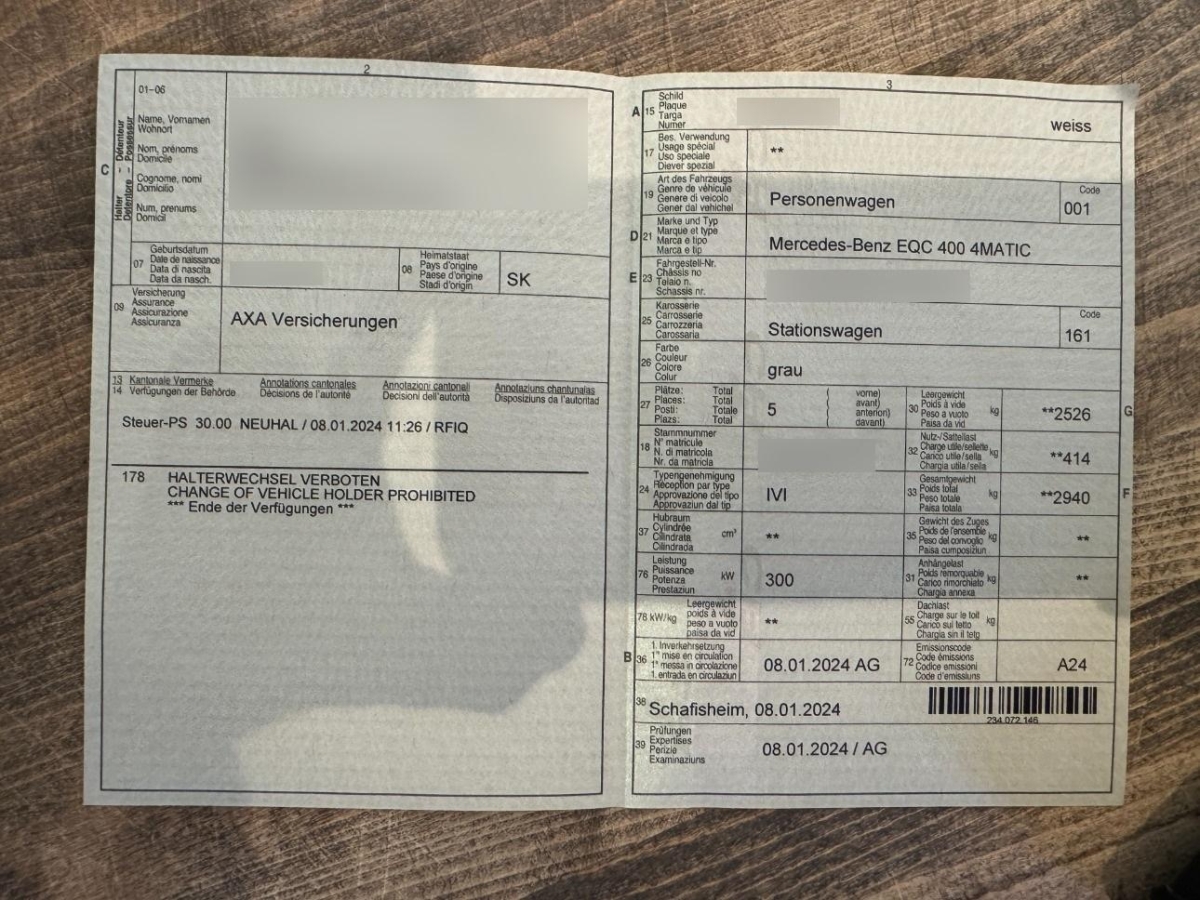 2
01-06
C
Halter - Détenteur
Detentore - Possessur
Name, Vornamen
Wohnort
Nom, prénoms
Domicile
Cognome, nomi
Domicilio
Num, prenums
Domicil
07
Geburtsdatum
Date de naissance
Data di nascita
Data da nasch.
08
Heimatstaat
Pays d'origine
Paese d'origine
Stadi d'origin
SK
09
Versicherung
Assurance
Assicurazione
Assicuranza
AXA Versicherungen
13 Kantonale Vermerke Annotations cantonales Annotazioni cantonali Annotaziuns chantunalas
14 Verfügungen der Behörde Décisions de l'autorité Decisioni dell'autorità Disposiziuns da l'autoritad
Steuer-PS 30.00 NEUHAL / 08.01.2024 11:26 / RFIQ
178 HALTERWECHSEL VERBOTEN
CHANGE OF VEHICLE HOLDER PROHIBITED
*** Ende der Verfügungen ***
3
A 15
Schild
Plaque
Targa
Numer
weiss
17
Bes. Verwendung
Usage spécial
Uso speciale
Diever spezial
**
19
Art des Fahrzeugs
Genre de véhicule
Genere di veicolo
Gener dal vehichel
Personenwagen
Code
001
D 21
Marke und Typ
Marque et type
Marca e tipo
Marca e tip
Mercedes-Benz EQC 400 4MATIC
E 23
Fahrgestell-Nr.
Châssis no
Telaio n.
Schassis nr.
25
Karosserie
Carrosserie
Carrozzeria
Carossaria
Stationswagen
Code
161
26
Farbe
Couleur
Colore
Colur
grau
27
Plätze: Total
Places: Total
Posti: Totale
Plazs: Total
5
( vorne)
( avant)
( anteriori)
( davant)
30
Leergewicht
Poids à vide
Peso a vuoto
Paisa da vid
kg
**2526
G
18
Stammnummer
N° matricule
N. di matricola
Nr. da matricla
32
Nutz-/Sattellast
Charge utile/sellette
Carico utile/sella
Chargia utila/sella
kg
**414
24
Typengenehmigung
Réception par type
Approvazione del tipo
Approvaziun dal tip
IVI
33
Gesamtgewicht
Poids total
Peso totale
Paisa totala
kg
**2940
F
37
Hubraum
Cylindrée
Cilindrata
Cilindrada
cm³
**
35
Gewicht des Zuges
Poids de l'ensemble
Peso del convoglio
Paisa cumposiziun
kg
**
76
Leistung
Puissance
Potenza
Prestaziun
kW
300
31
Anhängelast
Poids remorquable
Carico rimorchiato
Chargia annexa
kg
**
78 kW/kg
Leergewicht
poids à vide
peso a vuoto
paisa da vid
**
55
Dachlast
Charge sur le toit
Carico sul tetto
Chargia sin il tetg
kg
B 36
1. Inverkehrsetzung
1re mise en circulation
1a messa in circolazione
1. entrada en circulaziun
08.01.2024 AG
72
Emissionscode
Code émissions
Codice emissioni
Code d'emissiuns
A24
38
Schafisheim, 08.01.2024
234.072.146
39
Prüfungen
Expertises
Perizie
Examinaziuns
08.01.2024 / AG